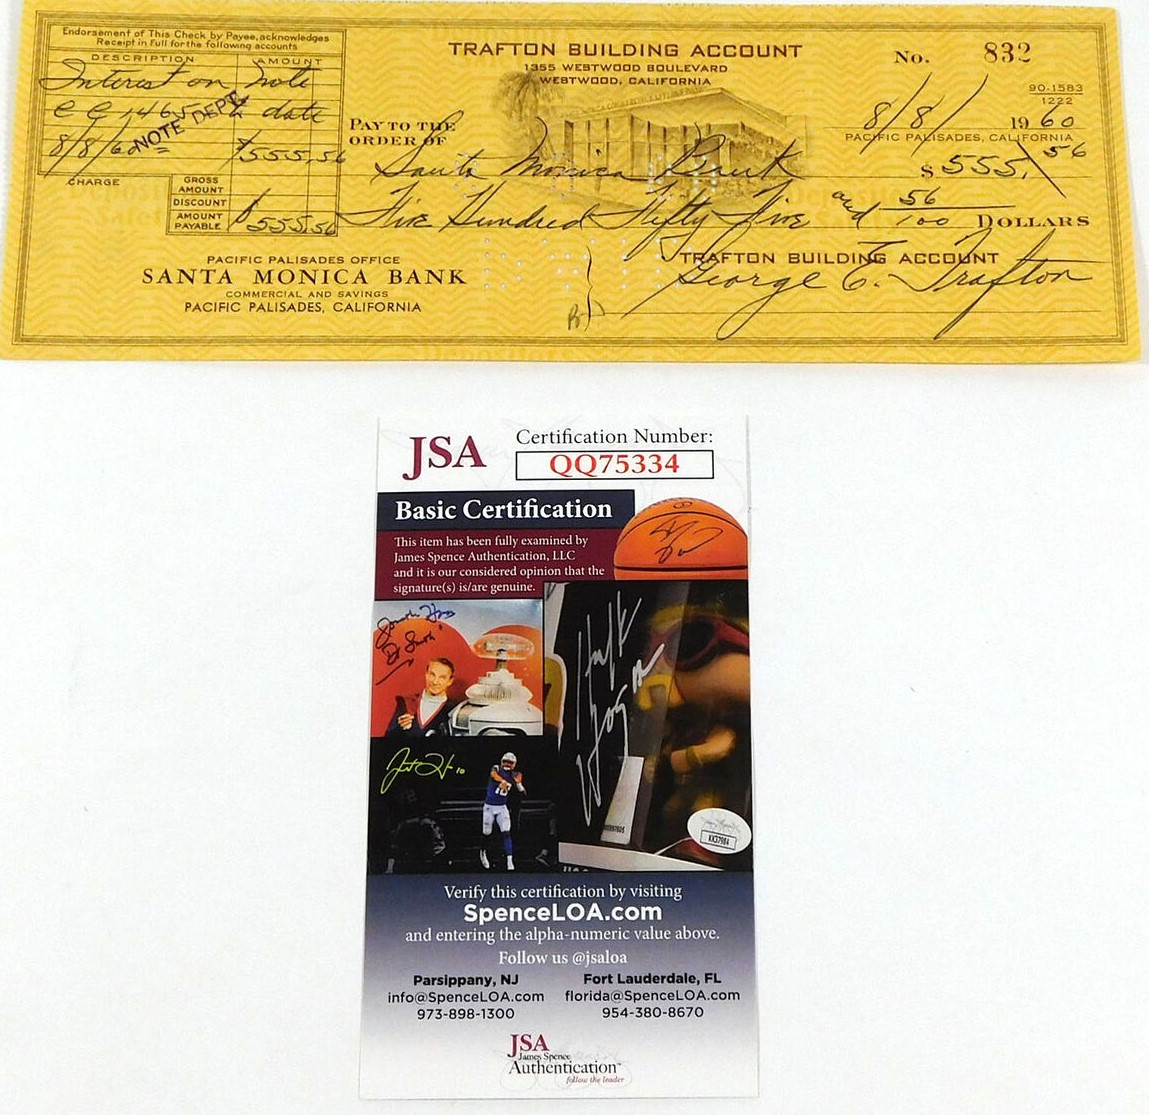 Endorsement of This Check by Payee, acknowledges
Receipt in Full for the following accounts
DESCRIPTION AMOUNT
Interest on note
to date
8/8/60 $555.56
NOTE DEPT.
CHARGE
GROSS AMOUNT
DISCOUNT
AMOUNT PAYABLE $555.56
TRAFTON BUILDING ACCOUNT
1355 WESTWOOD BOULEVARD
WESTWOOD, CALIFORNIA
No. 832
90-1583
1222
8/8/ 1960
PACIFIC PALISADES, CALIFORNIA
PAY TO THE
ORDER OF Santa Monica Bank $555.56
Five Hundred Fifty Five and 56/100 DOLLARS
PACIFIC PALISADES OFFICE
SANTA MONICA BANK
COMMERCIAL AND SAVINGS
PACIFIC PALISADES, CALIFORNIA
TRAFTON BUILDING ACCOUNT
George E. Trafton
JSA
Certification Number:
QQ75334
Basic Certification
This item has been fully examined by
James Spence Authentication, LLC
and it is our considered opinion that the
signature(s) is/are genuine.
Hulk
Hogan
KK37984
Verify this certification by visiting
SpenceLOA.com
and entering the alpha-numeric value above.
Follow us @jsaloa
Parsippany, NJ
info@SpenceLOA.com
973-898-1300
Fort Lauderdale, FL
florida@SpenceLOA.com
954-380-8670
JSA
James Spence
Authentication™
follow the leader